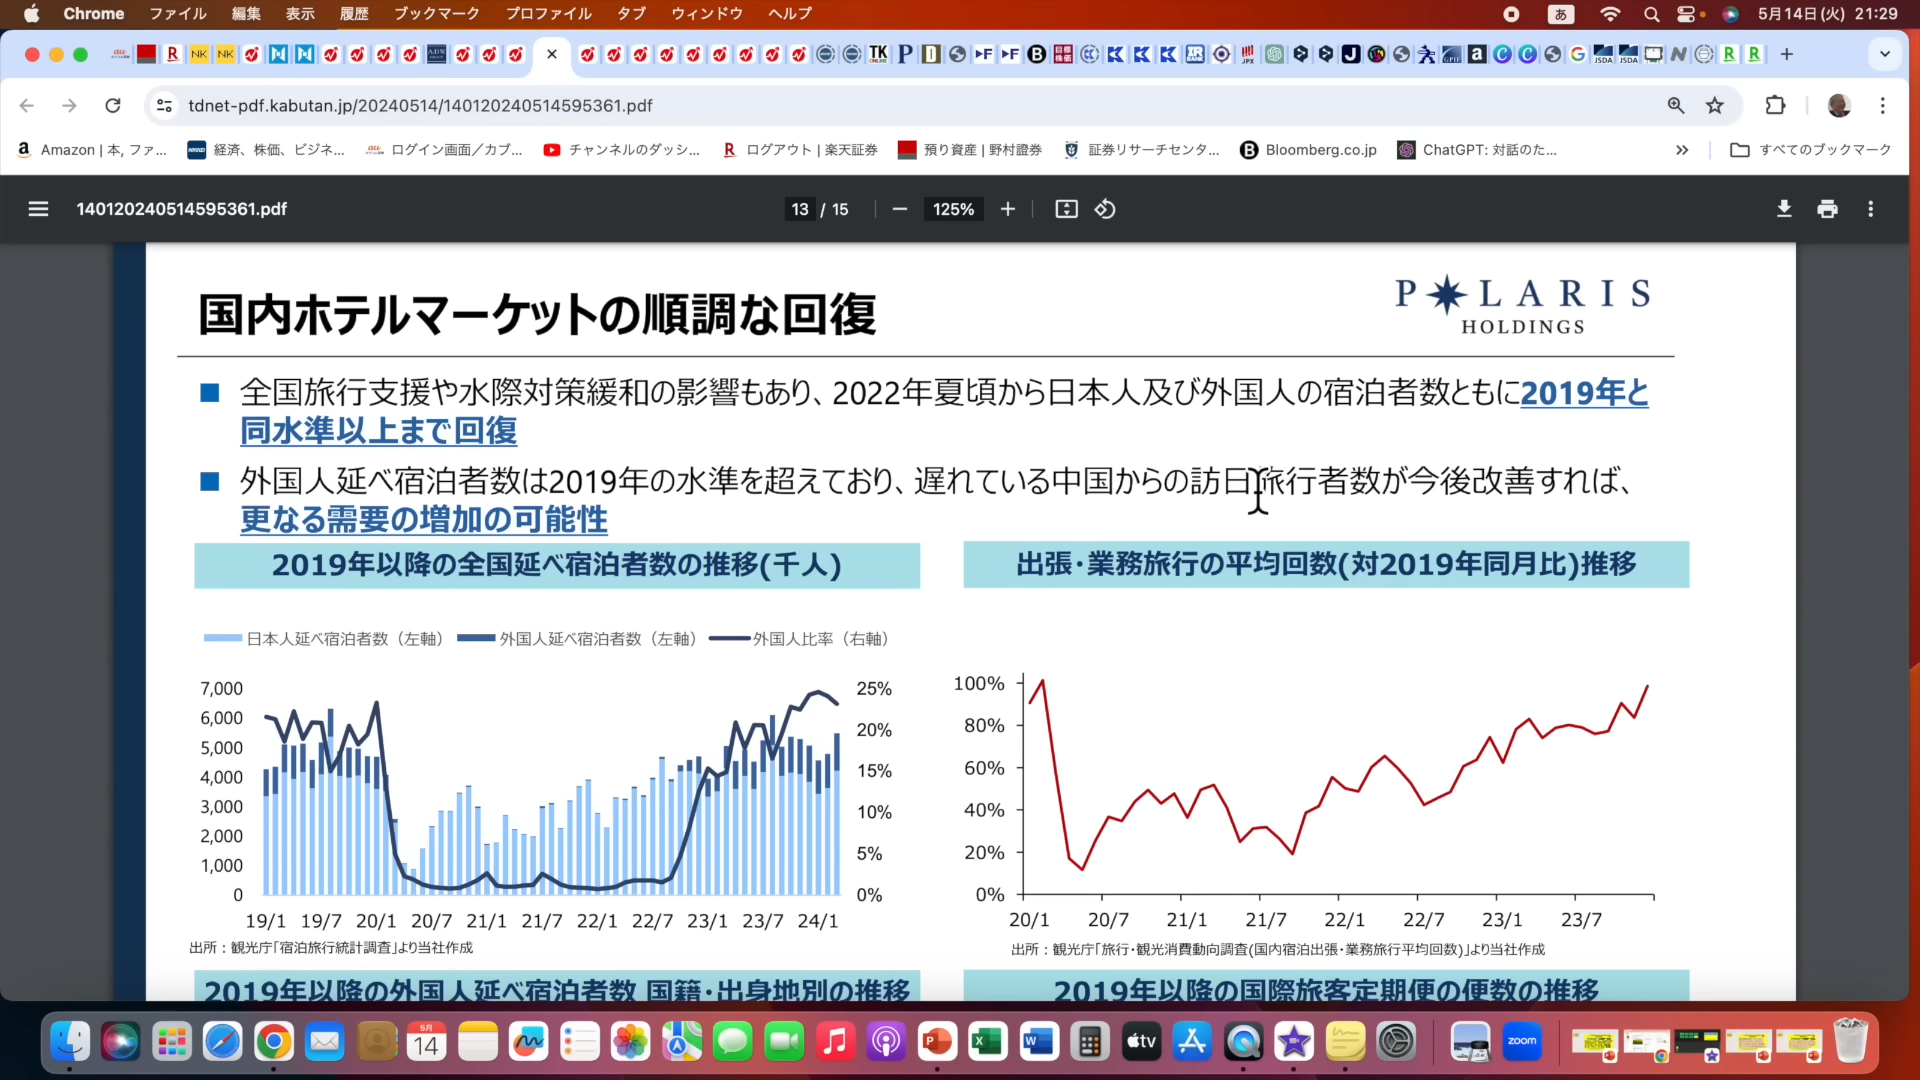 Chrome ファイル 編集 表示 履歴 ブックマーク プロファイル タブ ウィンドウ ヘルプ あ 5月14日(火) 21:29
tdnet-pdf.kabutan.jp/20240514/140120240514595361.pdf
Amazon | 本, ファ... 経済、株価、ビジネ... ログイン画面／カブ... チャンネルのダッシ... ログアウト | 楽天証券 預り資産 | 野村證券 証券リサーチセンタ... Bloomberg.co.jp ChatGPT: 対話のた... すべてのブックマーク
140120240514595361.pdf 13 / 15 125%
国内ホテルマーケットの順調な回復
POLARIS
HOLDINGS
全国旅行支援や水際対策緩和の影響もあり、2022年夏頃から日本人及び外国人の宿泊者数ともに2019年と
同水準以上まで回復
外国人延べ宿泊者数は2019年の水準を超えており、遅れている中国からの訪日旅行者数が今後改善すれば、
更なる需要の増加の可能性
2019年以降の全国延べ宿泊者数の推移(千人)
日本人延べ宿泊者数（左軸） 外国人延べ宿泊者数（左軸） 外国人比率（右軸）
7,000 25%
6,000 20%
5,000
4,000 15%
3,000 10%
2,000
1,000 5%
0 0%
19/1 19/7 20/1 20/7 21/1 21/7 22/1 22/7 23/1 23/7 24/1
出所：観光庁「宿泊旅行統計調査」より当社作成
出張・業務旅行の平均回数(対2019年同月比)推移
100%
80%
60%
40%
20%
0%
20/1 20/7 21/1 21/7 22/1 22/7 23/1 23/7
出所：観光庁「旅行・観光消費動向調査(国内宿泊出張・業務旅行平均回数)」より当社作成
2019年以降の外国人延べ宿泊者数 国籍・出身地別の推移
2019年以降の国際旅客定期便の便数の推移
5月
14
tv
zoom